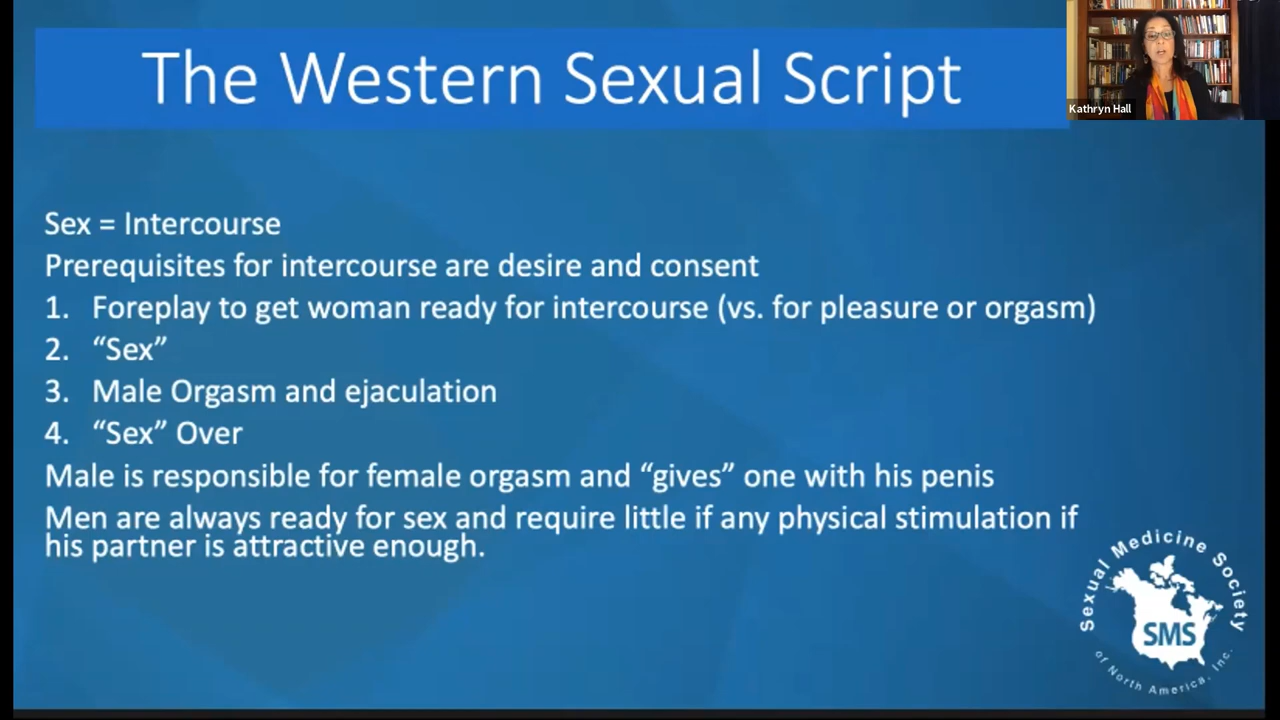 The Western Sexual Script
Kathryn Hall
Sex = Intercourse
Prerequisites for intercourse are desire and consent
1. Foreplay to get woman ready for intercourse (vs. for pleasure or orgasm)
2. “Sex”
3. Male Orgasm and ejaculation
4. “Sex” Over
Male is responsible for female orgasm and “gives” one with his penis
Men are always ready for sex and require little if any physical stimulation if
his partner is attractive enough.
Sexual Medicine Society
SMS
of North America, Inc.